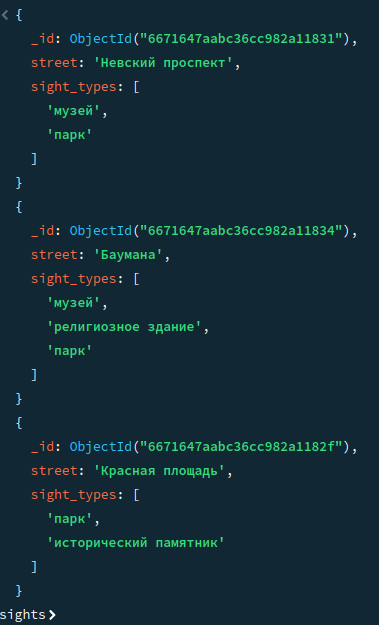 < {
_id: ObjectId("6671647aabc36cc982a11831"),
street: 'Невский проспект',
sight_types: [
'музей',
'парк'
]
}
{
_id: ObjectId("6671647aabc36cc982a11834"),
street: 'Баумана',
sight_types: [
'музей',
'религиозное здание',
'парк'
]
}
{
_id: ObjectId("6671647aabc36cc982a1182f"),
street: 'Красная площадь',
sight_types: [
'парк',
'исторический памятник'
]
}
sights>